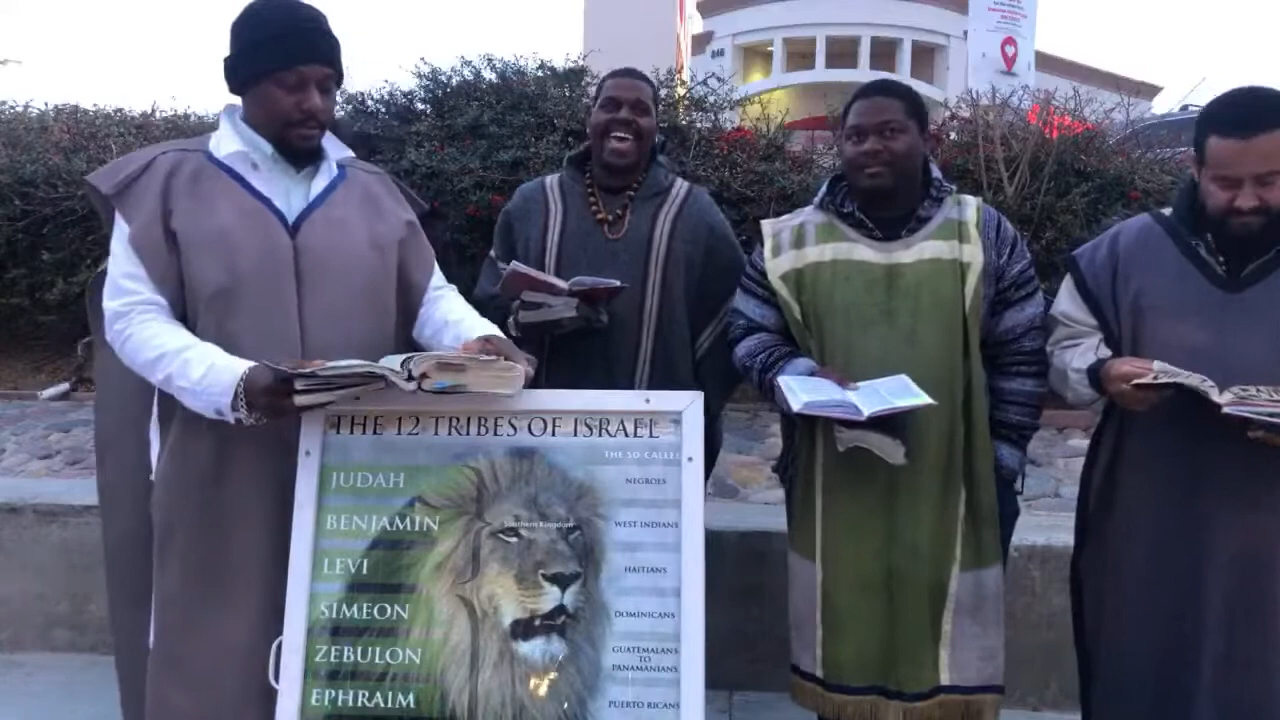 846
THE 12 TRIBES OF ISRAEL
THE SO CALLED
JUDAH NEGROES
Southern Kingdom
BENJAMIN WEST INDIANS
LEVI HAITIANS
SIMEON DOMINICANS
ZEBULON GUATEMALANS
TO
PANAMANIANS
EPHRAIM PUERTO RICANS